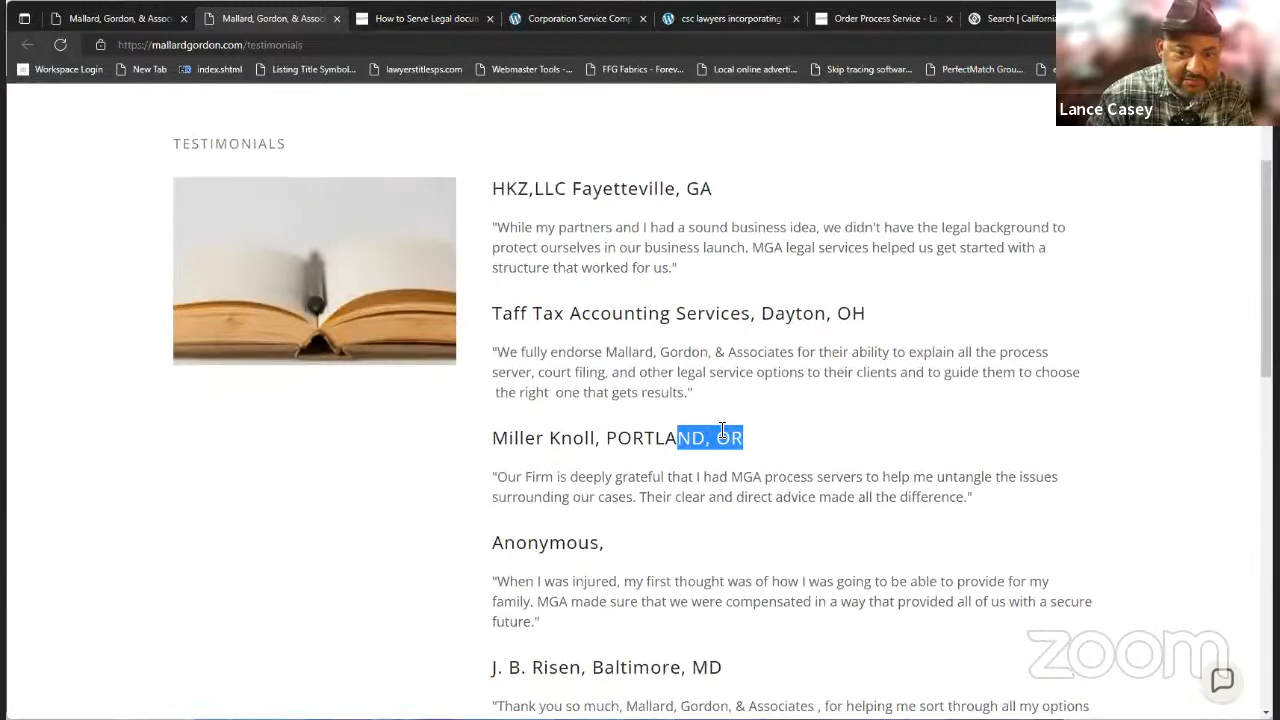 Mallard, Gordon, & Associ
Mallard, Gordon, & Associ
How to Serve Legal docu
Corporation Service Comp
csc lawyers incorporating
Order Process Service - La
Search | California
https://mallardgordon.com/testimonials
Workspace Login
New Tab
index.shtml
Listing Title Symbol...
lawyerstitlesps.com
Webmaster Tools -...
FFG Fabrics - Forev...
Local online adverti...
Skip tracing softwar...
PerfectMatch Grou...
Lance Casey
TESTIMONIALS
HKZ,LLC Fayetteville, GA
"While my partners and I had a sound business idea, we didn't have the legal background to
protect ourselves in our business launch. MGA legal services helped us get started with a
structure that worked for us."
Taff Tax Accounting Services, Dayton, OH
"We fully endorse Mallard, Gordon, & Associates for their ability to explain all the process
server, court filing, and other legal service options to their clients and to guide them to choose
the right one that gets results."
Miller Knoll, PORTLAND, OR
"Our Firm is deeply grateful that I had MGA process servers to help me untangle the issues
surrounding our cases. Their clear and direct advice made all the difference."
Anonymous,
"When I was injured, my first thought was of how I was going to be able to provide for my
family. MGA made sure that we were compensated in a way that provided all of us with a secure
future."
J. B. Risen, Baltimore, MD
"Thank you so much, Mallard, Gordon, & Associates , for helping me sort through all my options
zoom